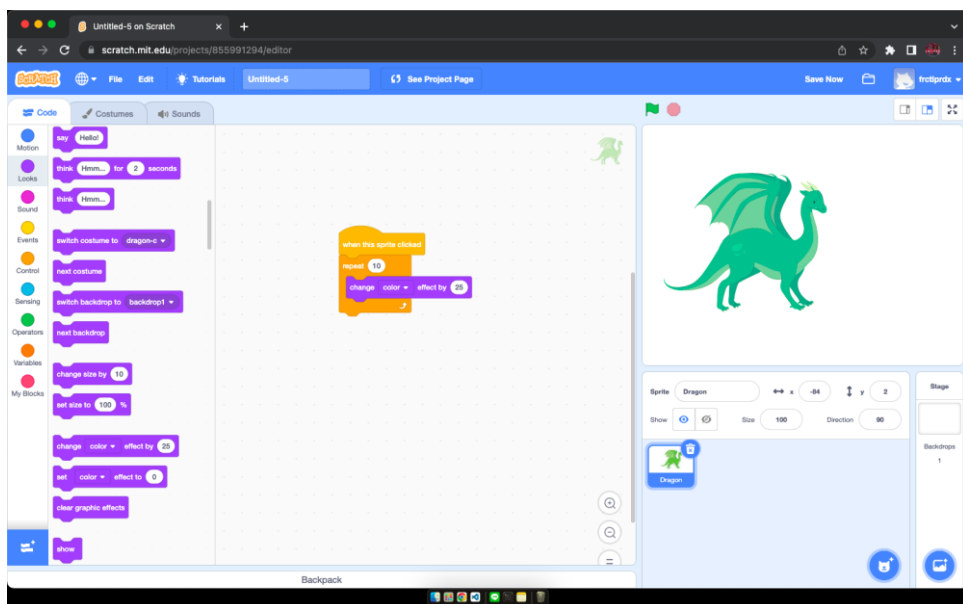 Untitled-5 on Scratch
scratch.mit.edu/projects/855991294/editor
SCRATCH File Edit Tutorials Untitled-5 See Project Page Save Now frctlprdx
Code Costumes Sounds
Motion
Looks
Sound
Events
Control
Sensing
Operators
Variables
My Blocks
say Hello!
think Hmm... for 2 seconds
think Hmm...
switch costume to dragon-c
next costume
switch backdrop to backdrop1
next backdrop
change size by 10
set size to 100 %
change color effect by 25
set color effect to 0
clear graphic effects
show
when this sprite clicked
repeat 10
change color effect by 25
Backpack
Sprite Dragon x -84 y 2
Show Size 100 Direction 90
Dragon
Stage
Backdrops
1